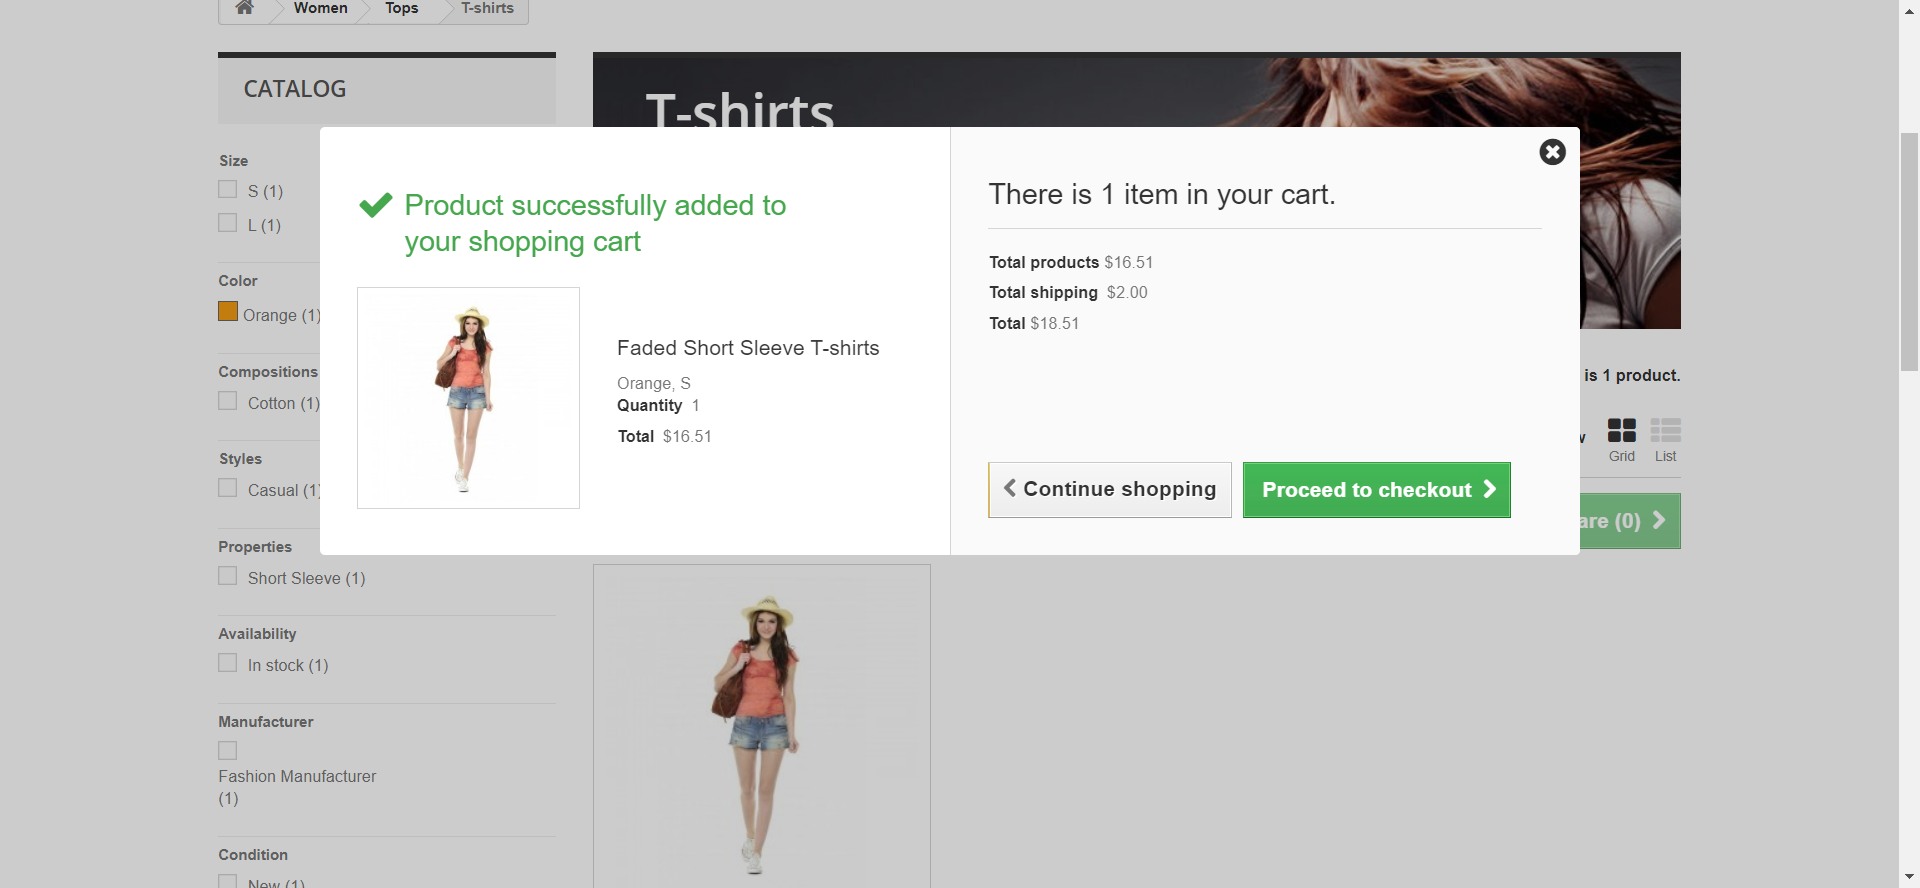 Women
Tops
T-shirts
CATALOG
Size
S (1)
L (1)
Color
Orange (1)
Compositions
Cotton (1)
Styles
Casual (1)
Properties
Short Sleeve (1)
Availability
In stock (1)
Manufacturer
Fashion Manufacturer
(1)
Condition
New (1)
T-shirts
Product successfully added to
your shopping cart
Faded Short Sleeve T-shirts
Orange, S
Quantity 1
Total $16.51
There is 1 item in your cart.
Total products $16.51
Total shipping $2.00
Total $18.51
Continue shopping
Proceed to checkout
is 1 product.
Grid
List
(0)